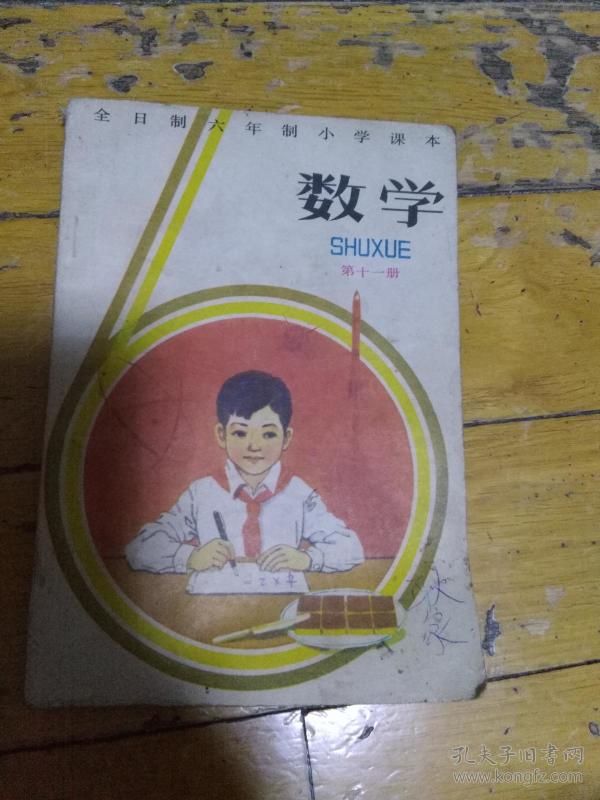 全日制六年制小学课本
数学
SHUXUE
第十一册
孔夫子旧书网
www.kongfz.com